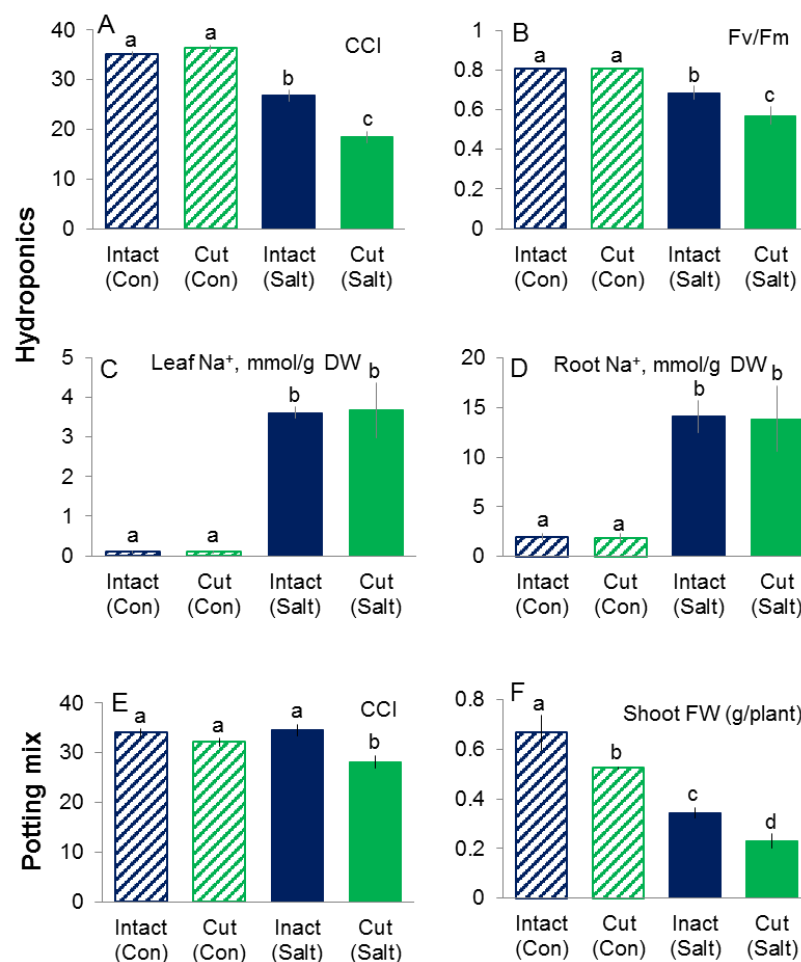 Hydroponics
A
CCI
40
30
20
10
0
a
a
b
c
Intact
(Con)
Cut
(Con)
Intact
(Salt)
Cut
(Salt)
B
Fv/Fm
1
0.8
0.6
0.4
0.2
0
a
a
b
c
Intact
(Con)
Cut
(Con)
Intact
(Salt)
Cut
(Salt)
C
Leaf Na⁺, mmol/g DW
5
4
3
2
1
0
a
a
b
b
Intact
(Con)
Cut
(Con)
Intact
(Salt)
Cut
(Salt)
D
Root Na⁺, mmol/g DW
20
15
10
5
0
a
a
b
b
Intact
(Con)
Cut
(Con)
Intact
(Salt)
Cut
(Salt)
Potting mix
E
CCI
40
30
20
10
0
a
a
a
b
Intact
(Con)
Cut
(Con)
Inact
(Salt)
Cut
(Salt)
F
Shoot FW (g/plant)
0.8
0.6
0.4
0.2
0
a
b
c
d
Intact
(Con)
Cut
(Con)
Inact
(Salt)
Cut
(Salt)